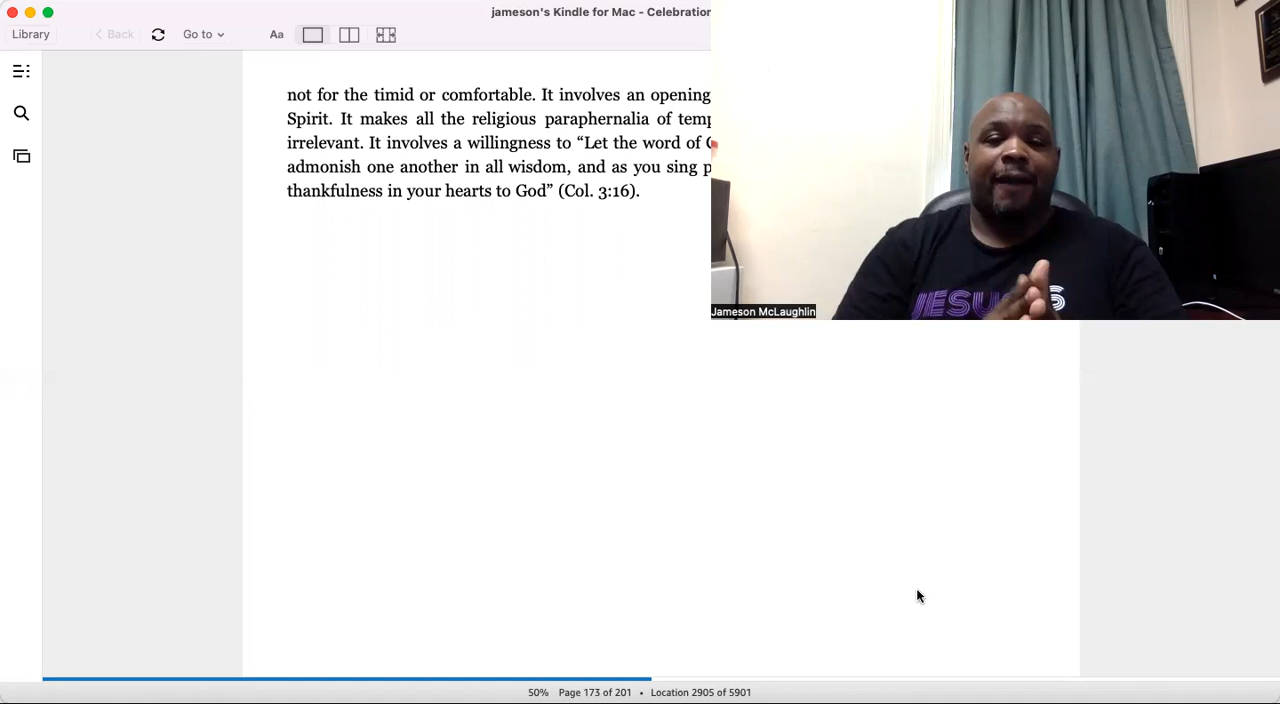 jameson's Kindle for Mac - Celebration
Library
Back
Go to
Aa
not for the timid or comfortable. It involves an opening
Spirit. It makes all the religious paraphernalia of temp
irrelevant. It involves a willingness to “Let the word of
admonish one another in all wisdom, and as you sing p
thankfulness in your hearts to God” (Col. 3:16).
JESU S
Jameson McLaughlin
50% Page 173 of 201 • Location 2905 of 5901